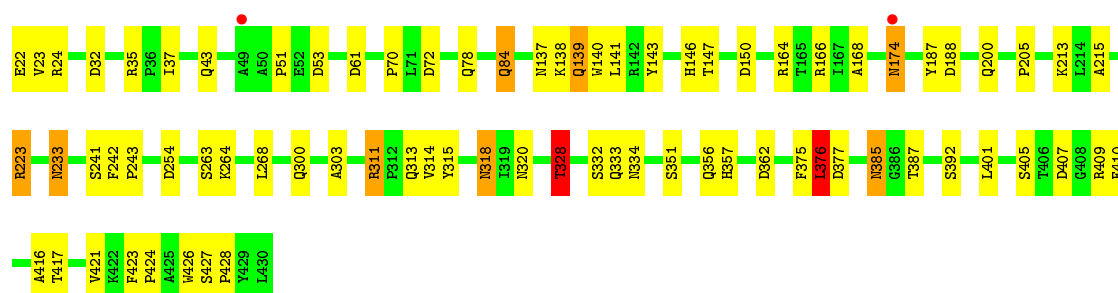 E22 V23 R24 D32 R35 P36 I37 Q43 A49 A50 P51 E52 D53 D61 P70 L71 D72 Q78 Q84 N137 K138 Q139 W140 L141 R142 Y143 H146 T147 D150 R164 T165 R166 I167 A168 N174 Y187 D188 Q200 P205 K213 L214 A215
R223 N233 S241 F242 P243 D254 S263 K264 L268 Q300 A303 R311 P312 Q313 V314 Y315 N318 I319 N320 T328 S332 Q333 N334 S351 Q356 H357 D362 F375 L376 D377 N385 G386 T387 S392 L401 S405 T406 D407 G408 R409
A416 T417 V421 K422 F423 P424 A425 W426 S427 P428 Y429 L430